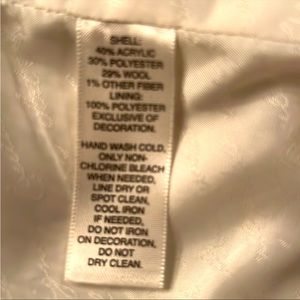 SHELL:
40% ACRYLIC
30% POLYESTER
29% WOOL
1% OTHER FIBER
LINING:
100% POLYESTER
EXCLUSIVE OF
DECORATION.
HAND WASH COLD,
ONLY NON-
CHLORINE BLEACH
WHEN NEEDED,
LINE DRY OR
SPOT CLEAN,
COOL IRON
IF NEEDED,
DO NOT IRON
ON DECORATION,
DO NOT
DRY CLEAN.